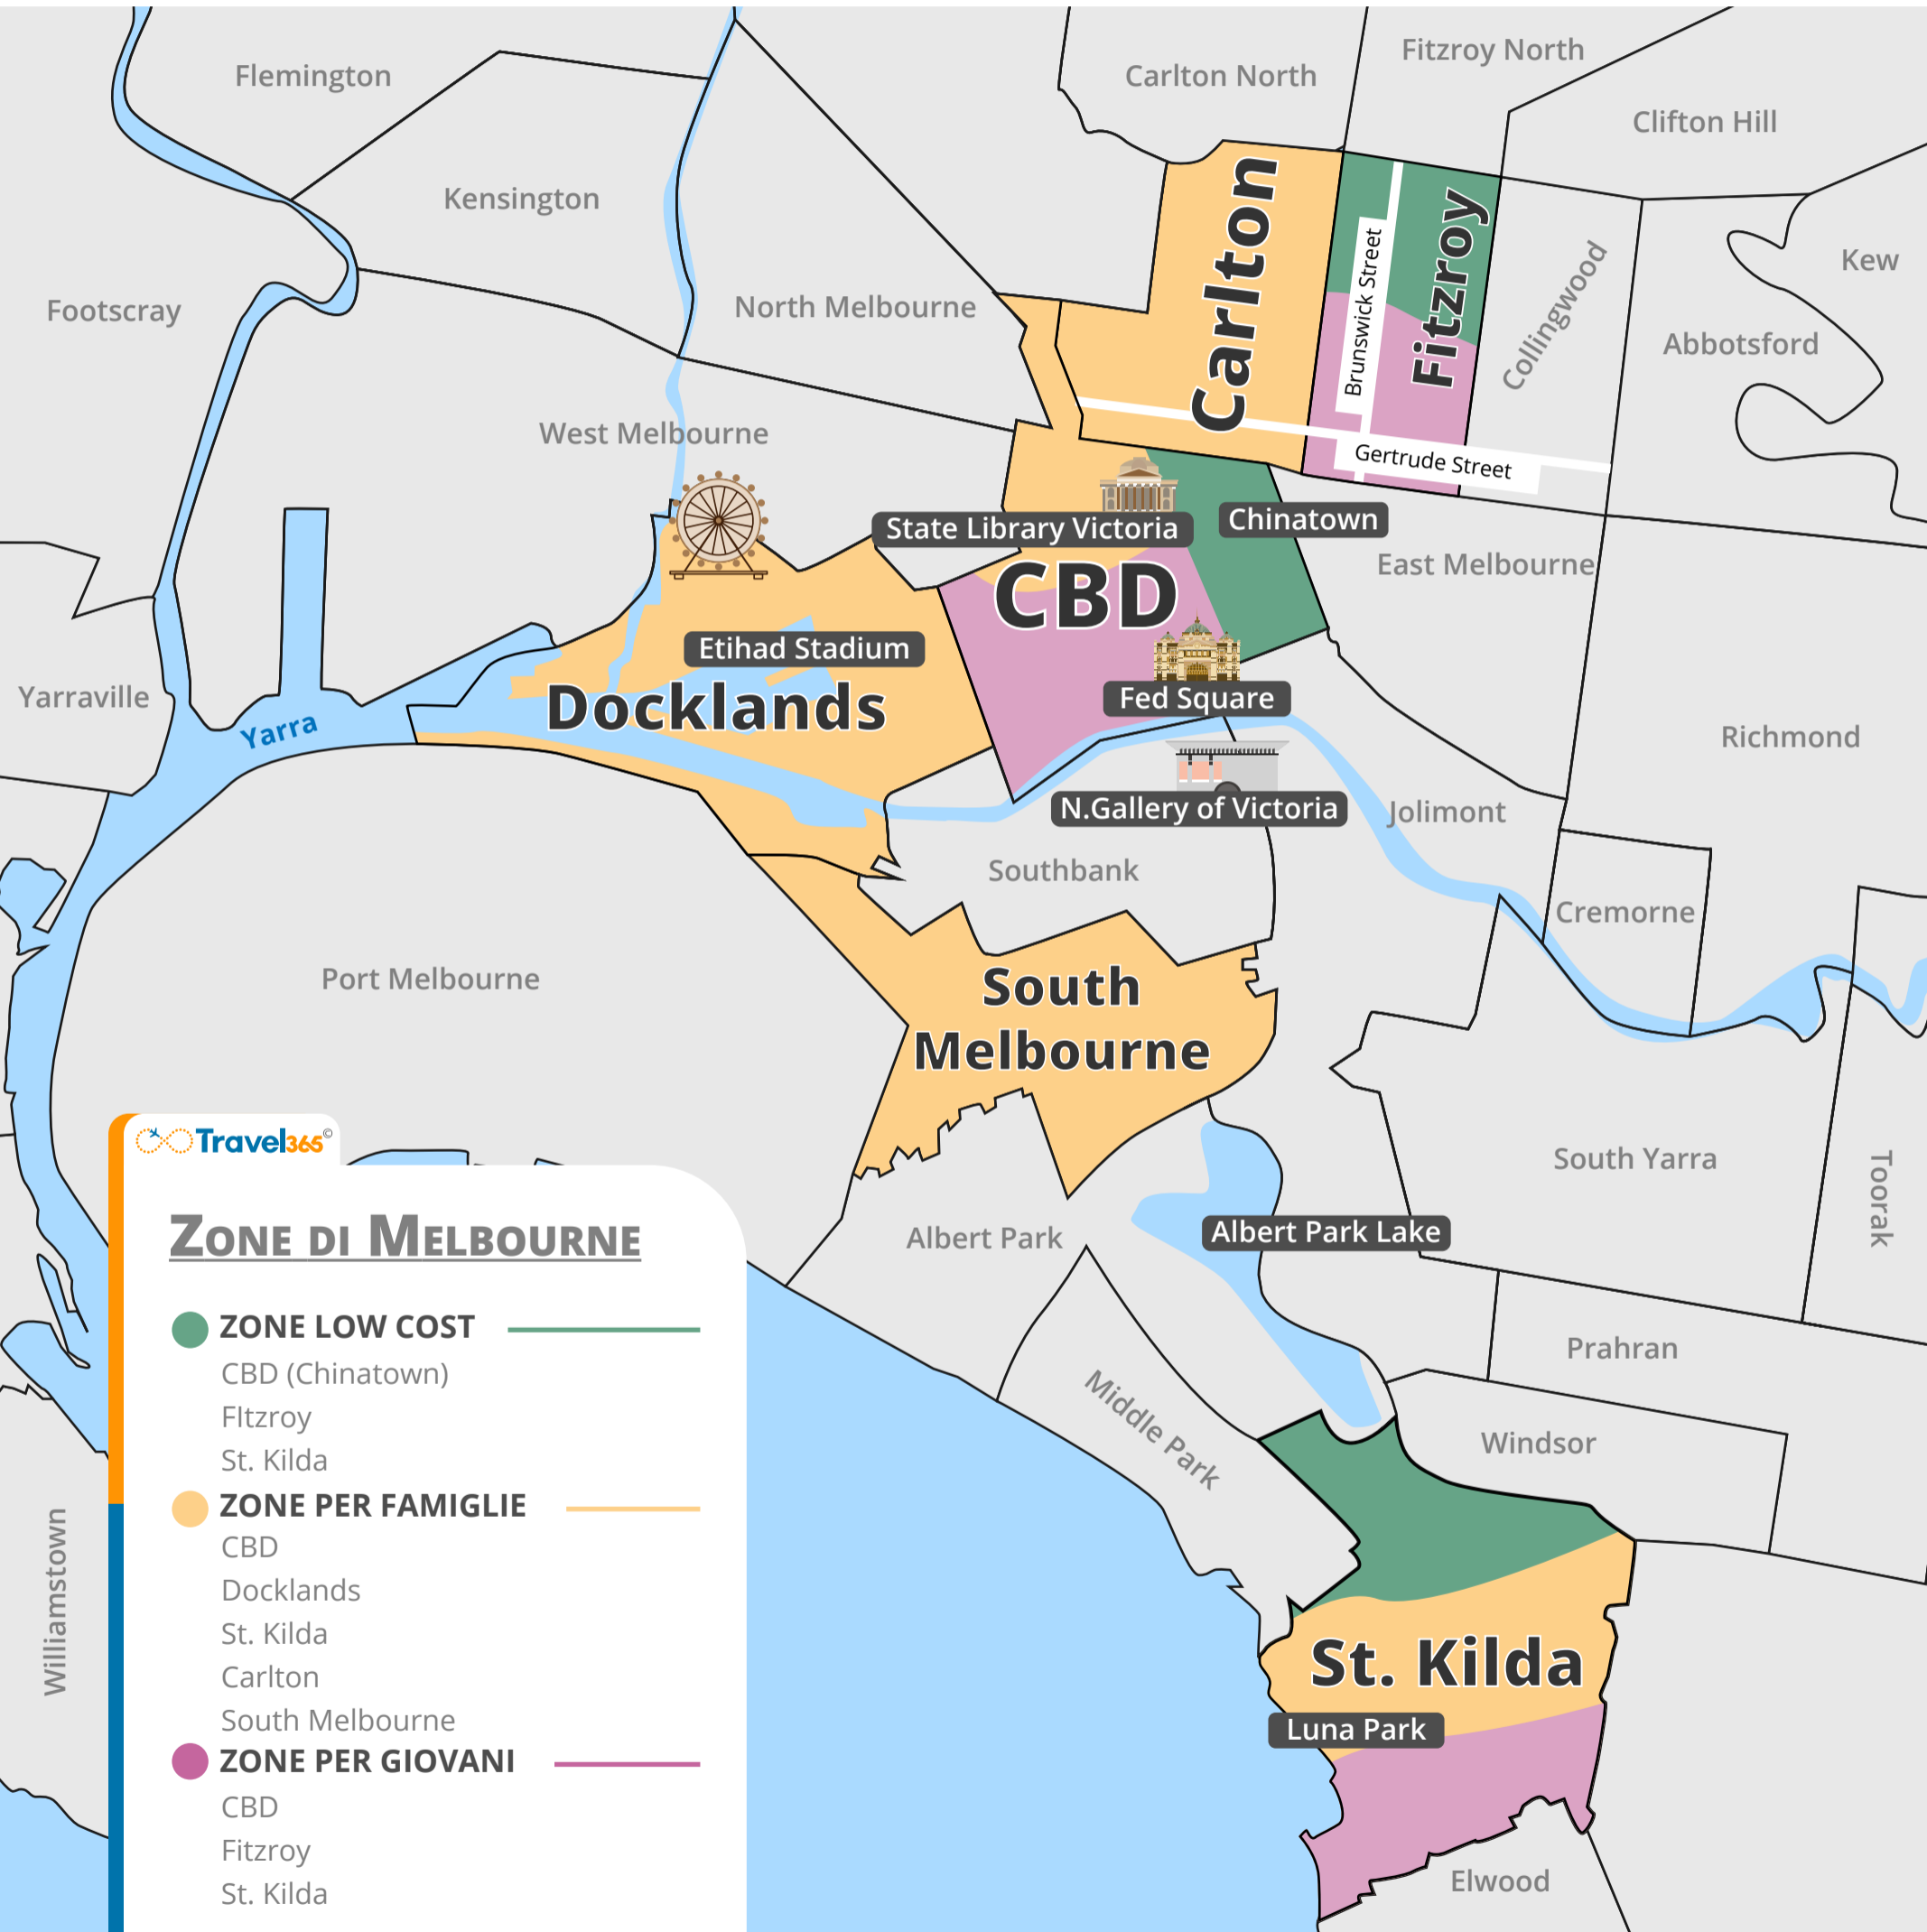 Fitzroy North
Carlton North
Flemington
Clifton Hill
Kensington
Carlton
Fitzroy
Brunswick Street
Collingwood
Kew
Footscray
North Melbourne
Abbotsford
West Melbourne
Gertrude Street
State Library Victoria
Chinatown
East Melbourne
CBD
Etihad Stadium
Yarraville
Fed Square
Docklands
Yarra
Richmond
N.Gallery of Victoria
Jolimont
Southbank
Cremorne
Port Melbourne
South
Melbourne
South Yarra
Toorak
Albert Park
Albert Park Lake
Prahran
Middle Park
Windsor
Williamstown
St. Kilda
Luna Park
Elwood
Travel365©
ZONE DI MELBOURNE
ZONE LOW COST
CBD (Chinatown)
FItzroy
St. Kilda
ZONE PER FAMIGLIE
CBD
Docklands
St. Kilda
Carlton
South Melbourne
ZONE PER GIOVANI
CBD
Fitzroy
St. Kilda